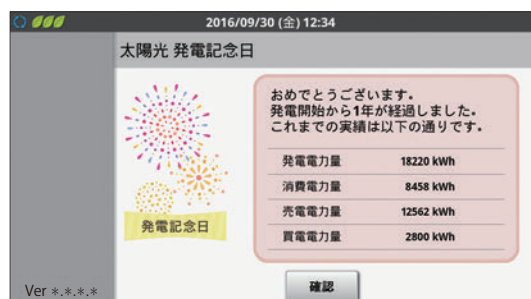 2016/09/30 (金) 12:34
太陽光 発電記念日
おめでとうございます。
発電開始から1年が経過しました。
これまでの実績は以下の通りです。
発電電力量 18220 kWh
消費電力量 8458 kWh
売電電力量 12562 kWh
買電電力量 2800 kWh
発電記念日
確認
Ver *.*.*.*